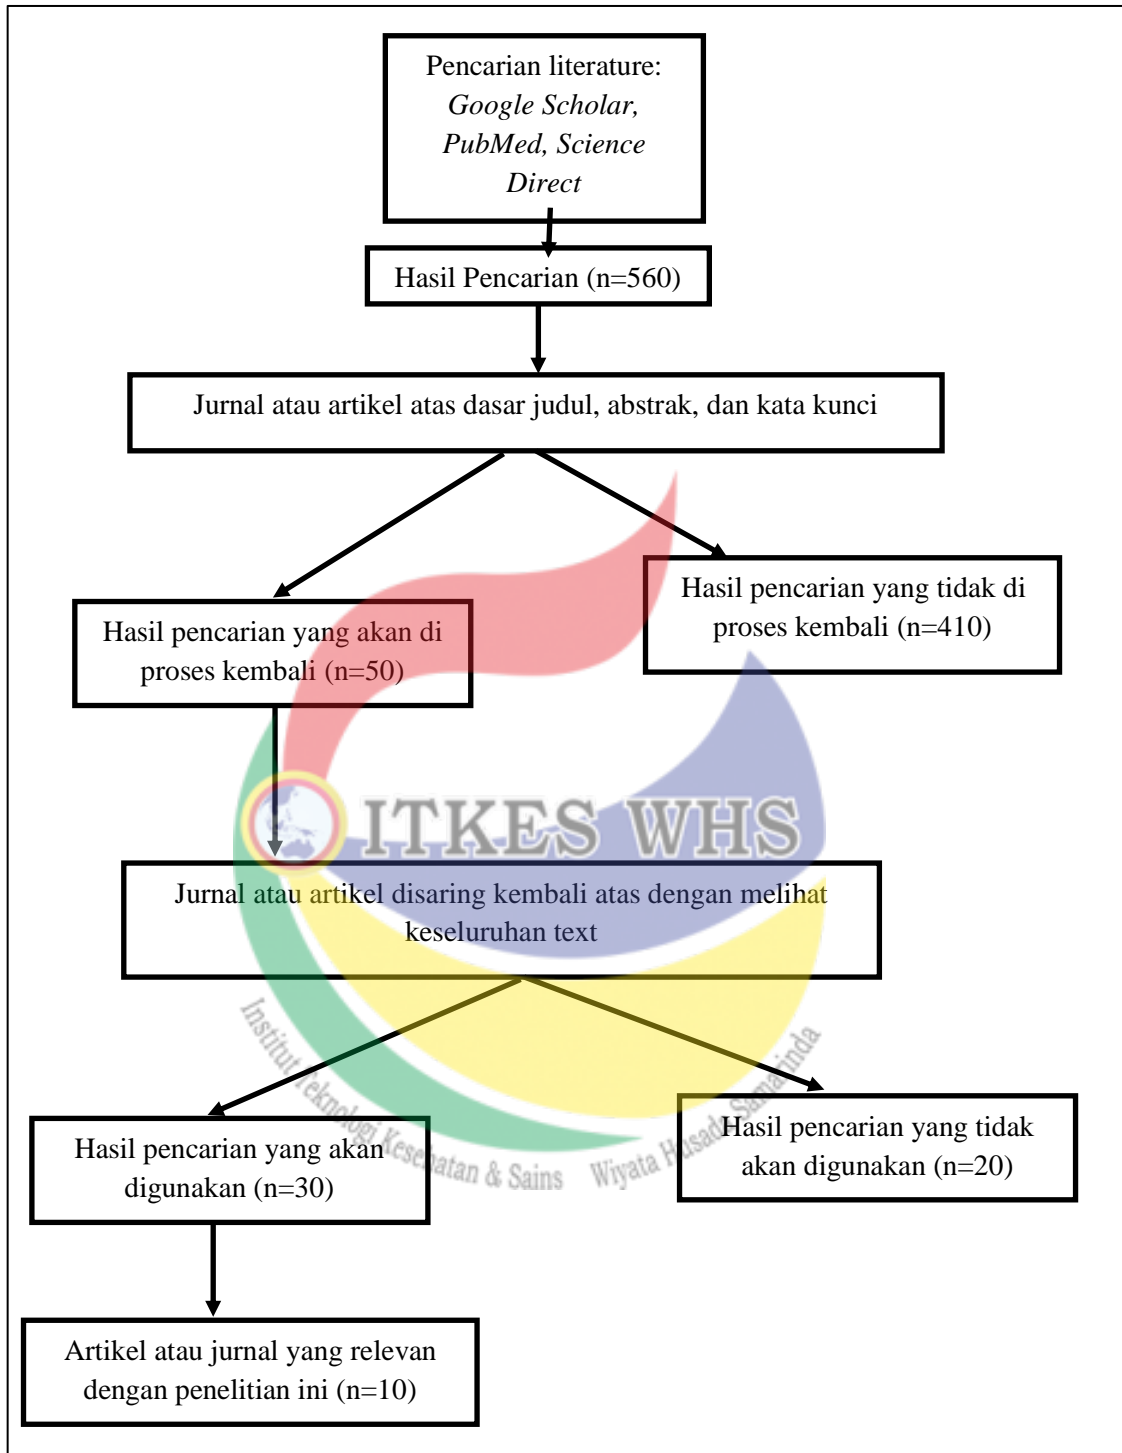 Pencarian literature:
Google Scholar,
PubMed, Science
Direct
Hasil Pencarian (n=560)
Jurnal atau artikel atas dasar judul, abstrak, dan kata kunci
Hasil pencarian yang tidak di
proses kembali (n=410)
Hasil pencarian yang akan di
proses kembali (n=50)
ITKES WHS
Jurnal atau artikel disaring kembali atas dengan melihat
keseluruhan text
Institut Teknologi Kesehatan & Sains Wiyata Husada Samarinda
Hasil pencarian yang akan
digunakan (n=30)
Hasil pencarian yang tidak
akan digunakan (n=20)
Artikel atau jurnal yang relevan
dengan penelitian ini (n=10)